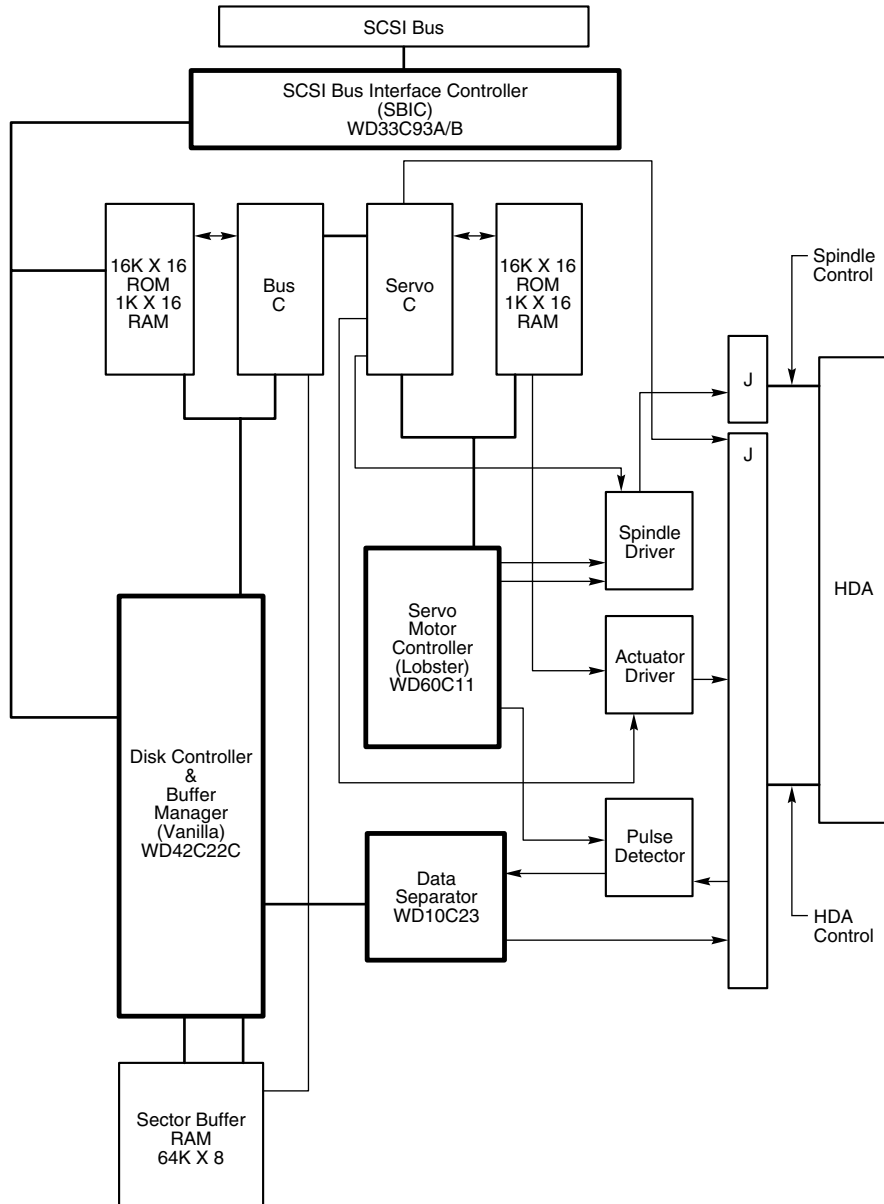 SCSI Bus
SCSI Bus Interface Controller
(SBIC)
WD33C93A/B
16K X 16
ROM
1K X 16
RAM
Bus
C
Servo
C
16K X 16
ROM
1K X 16
RAM
Spindle
Control
J
J
HDA
Spindle
Driver
Servo
Motor
Controller
(Lobster)
WD60C11
Actuator
Driver
Disk Controller
&
Buffer
Manager
(Vanilla)
WD42C22C
Pulse
Detector
Data
Separator
WD10C23
HDA
Control
Sector Buffer
RAM
64K X 8